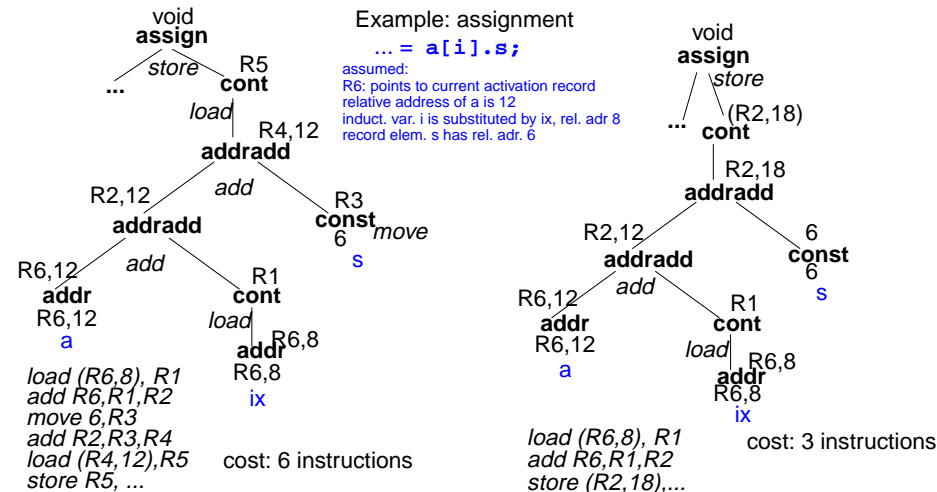 Example: assignment
... = a[i].s;
assumed:
R6: points to current activation record
relative address of a is 12
induct. var. i is substituted by ix, rel. adr 8
record elem. s has rel. adr. 6
void
assign
store
...
R5
cont
load
R4,12
addradd
add
R2,12
addradd
add
R3
const
6
move
s
R6,12
addr
R6,12
a
R1
cont
load
R6,8
addr
R6,8
ix
load (R6,8), R1
add R6,R1,R2
move 6,R3
add R2,R3,R4
load (R4,12),R5
store R5, ...
cost: 6 instructions
void
assign
store
...
(R2,18)
cont
R2,18
addradd
R2,12
addradd
add
6
const
6
s
R6,12
addr
R6,12
a
R1
cont
load
R6,8
addr
R6,8
ix
load (R6,8), R1
add R6,R1,R2
store (R2,18),...
cost: 3 instructions